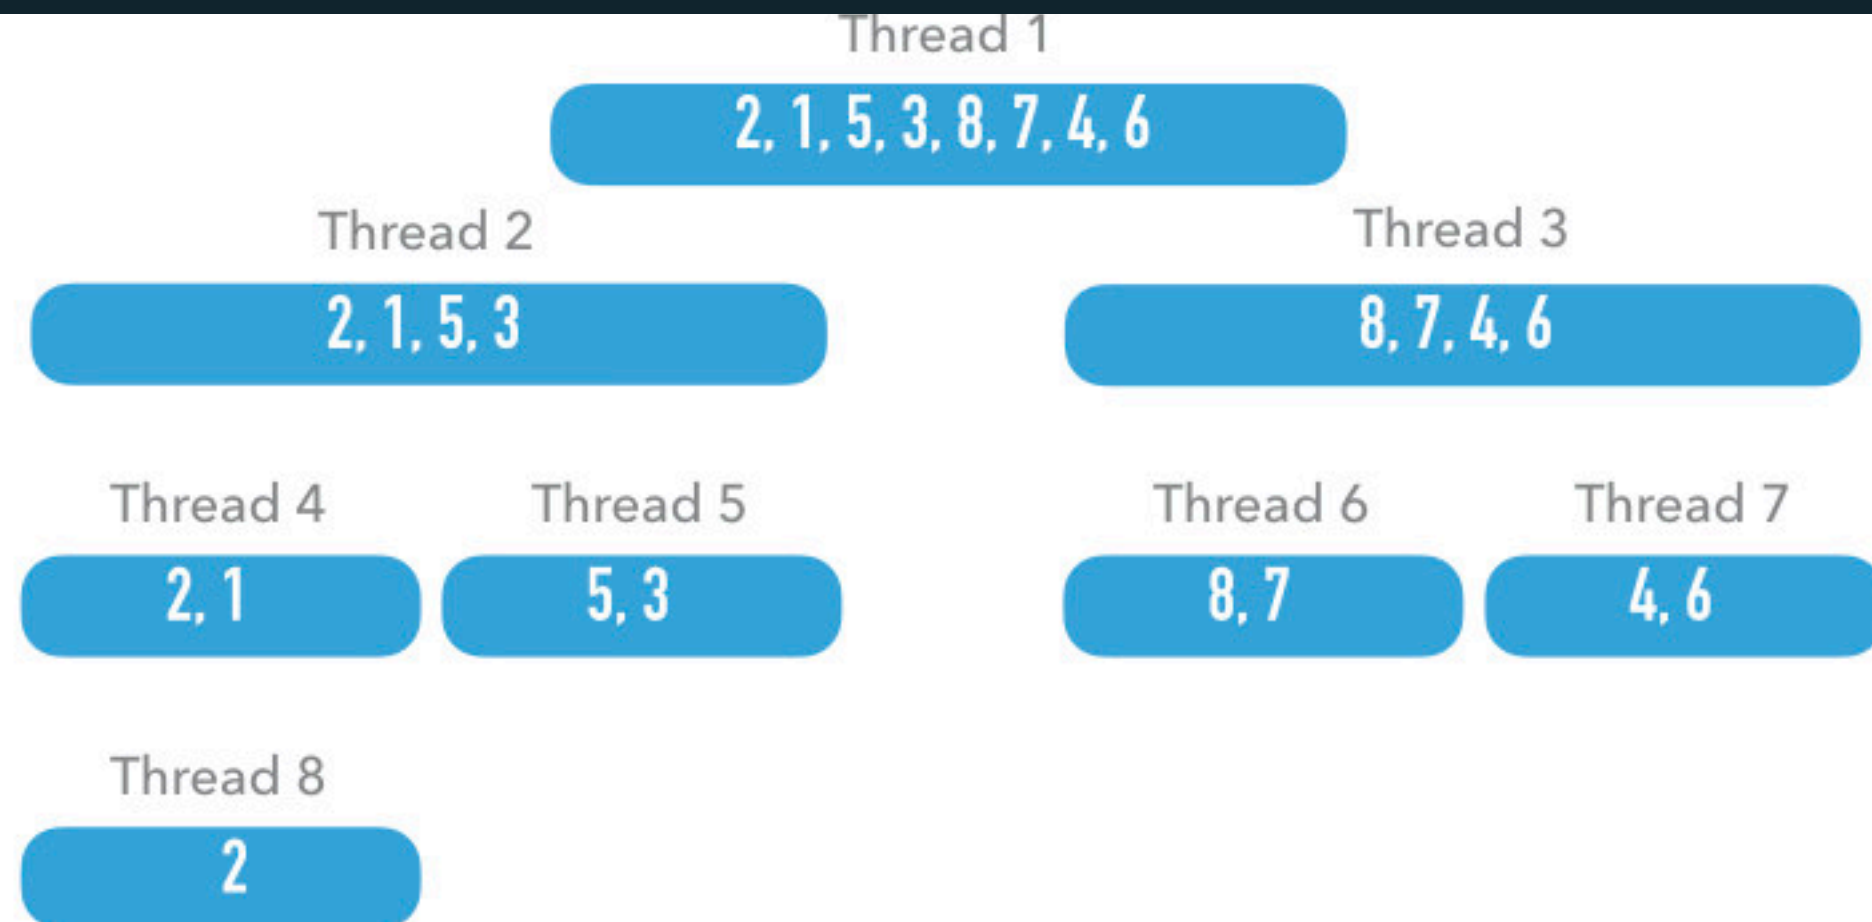 Thread 1
2, 1, 5, 3, 8, 7, 4, 6
Thread 2
Thread 3
2, 1, 5, 3
8, 7, 4, 6
Thread 4
Thread 5
Thread 6
Thread 7
2, 1
5, 3
8, 7
4, 6
Thread 8
2